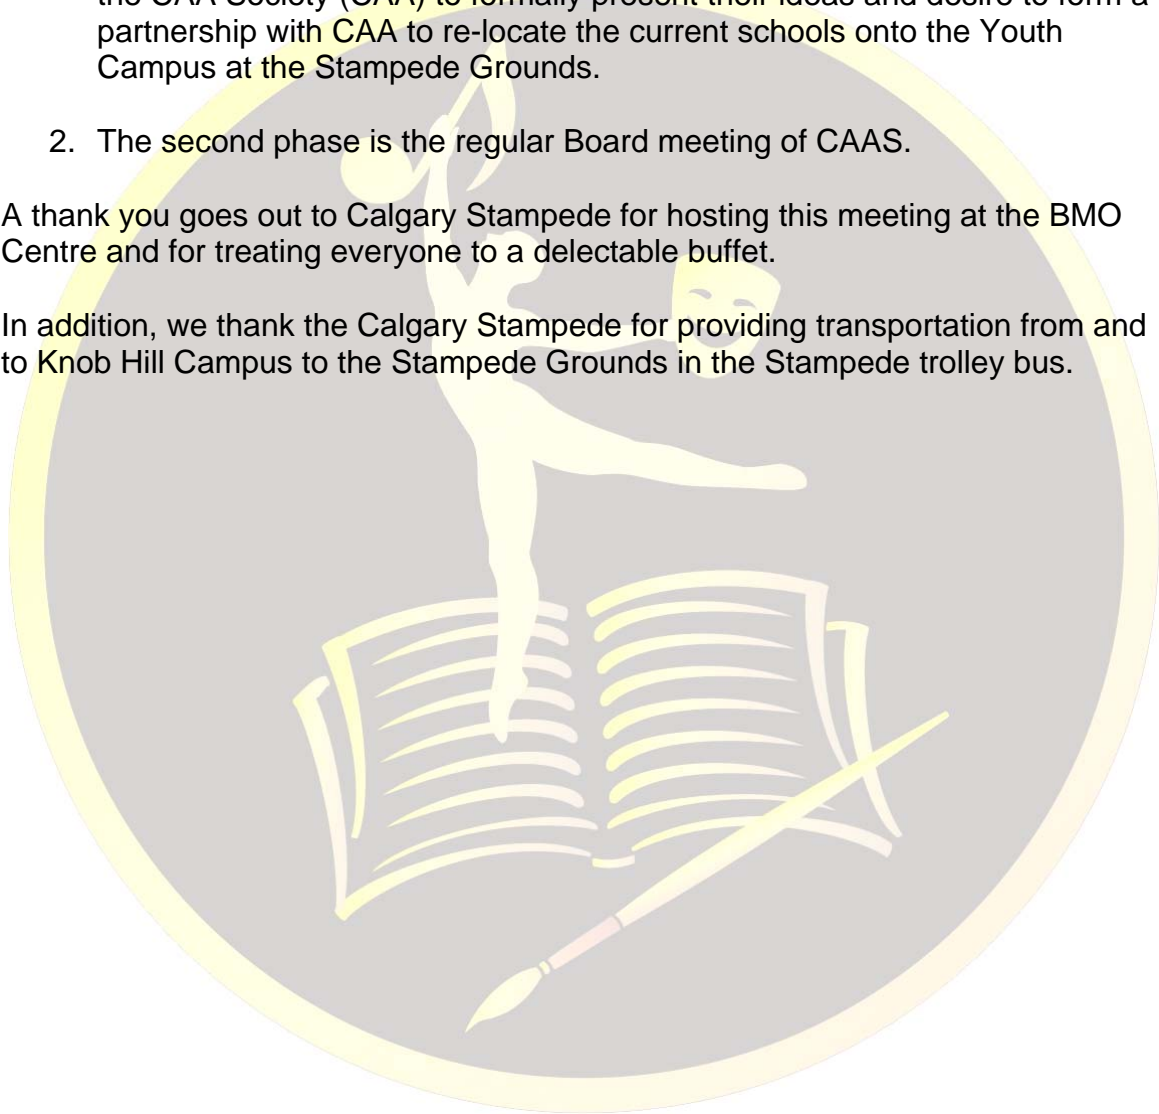 the CAA Society (CAA) to formally present their ideas and desire to form a
partnership with CAA to re-locate the current schools onto the Youth
Campus at the Stampede Grounds.
2. The second phase is the regular Board meeting of CAAS.
A thank you goes out to Calgary Stampede for hosting this meeting at the BMO
Centre and for treating everyone to a delectable buffet.
In addition, we thank the Calgary Stampede for providing transportation from and
to Knob Hill Campus to the Stampede Grounds in the Stampede trolley bus.